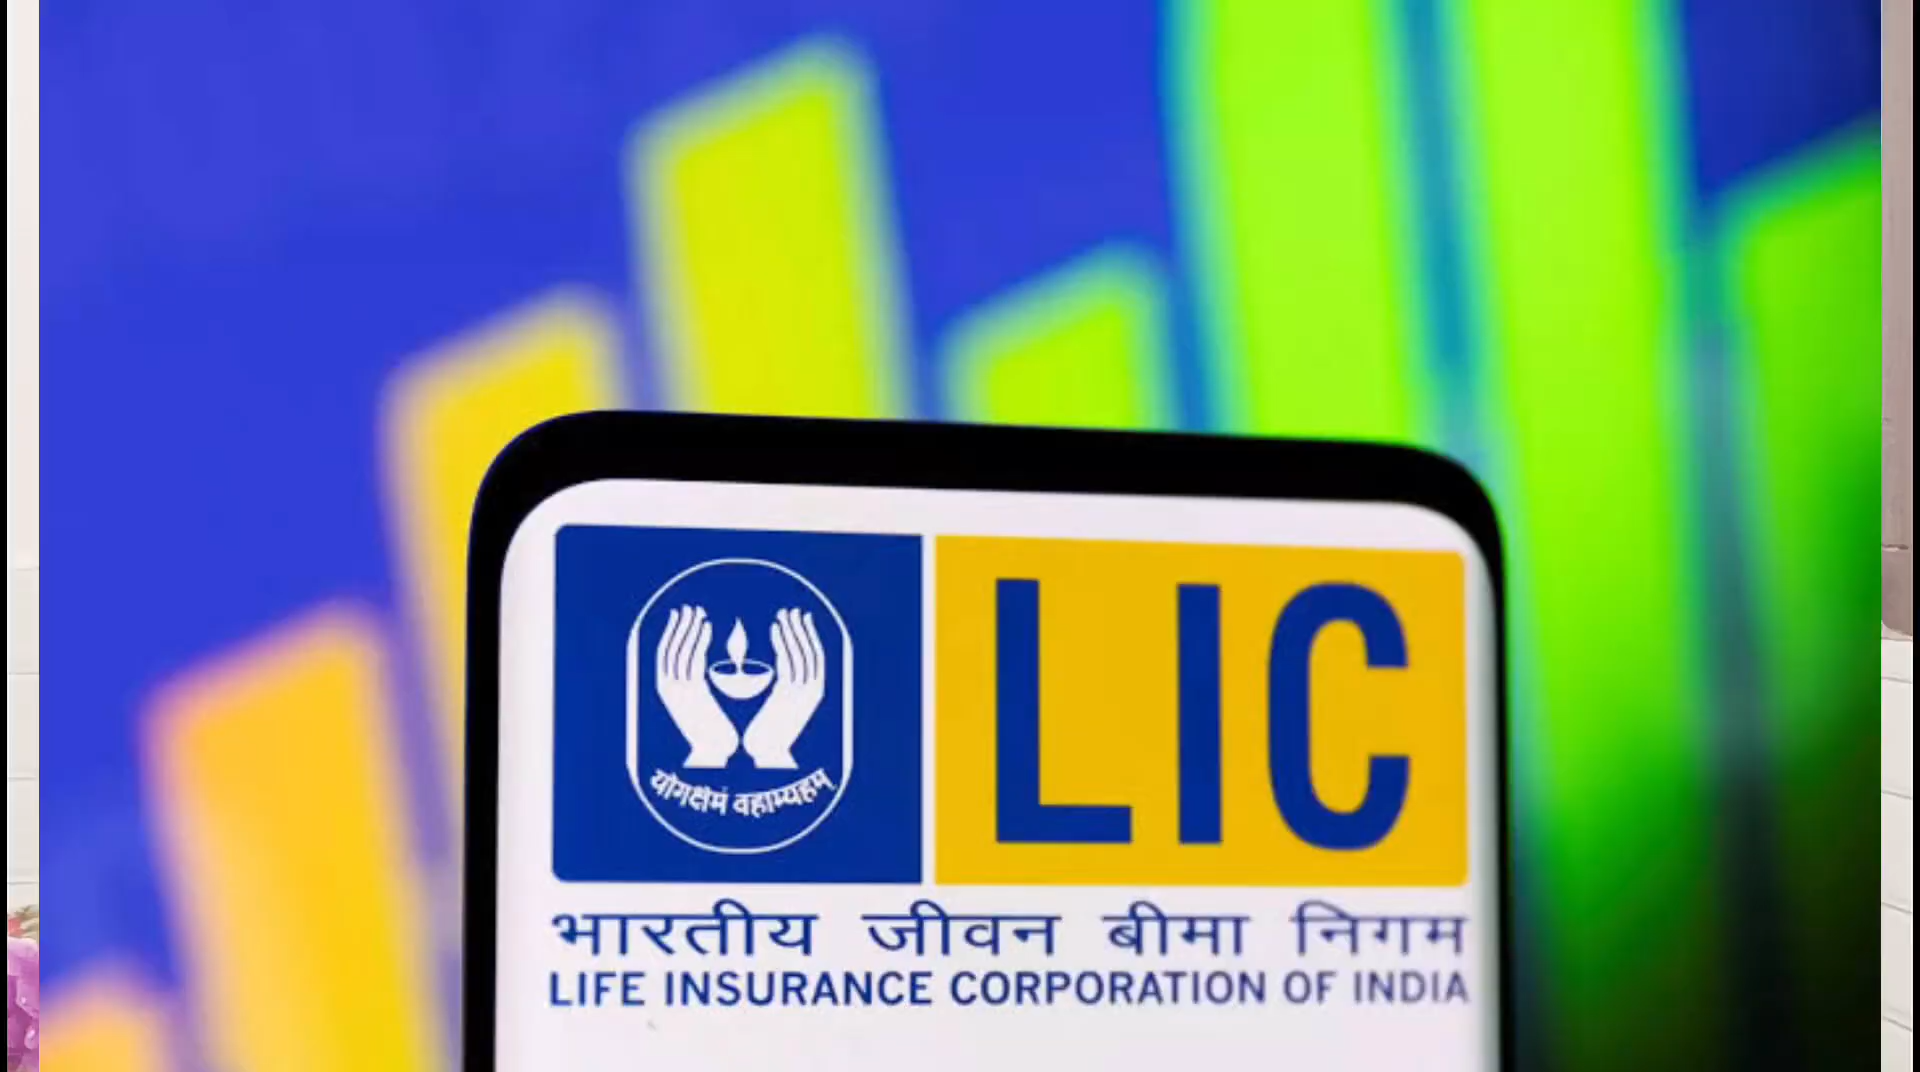 LIC
योगक्षेमं वहाम्यहम्
भारतीय जीवन बीमा निगम
LIFE INSURANCE CORPORATION OF INDIA